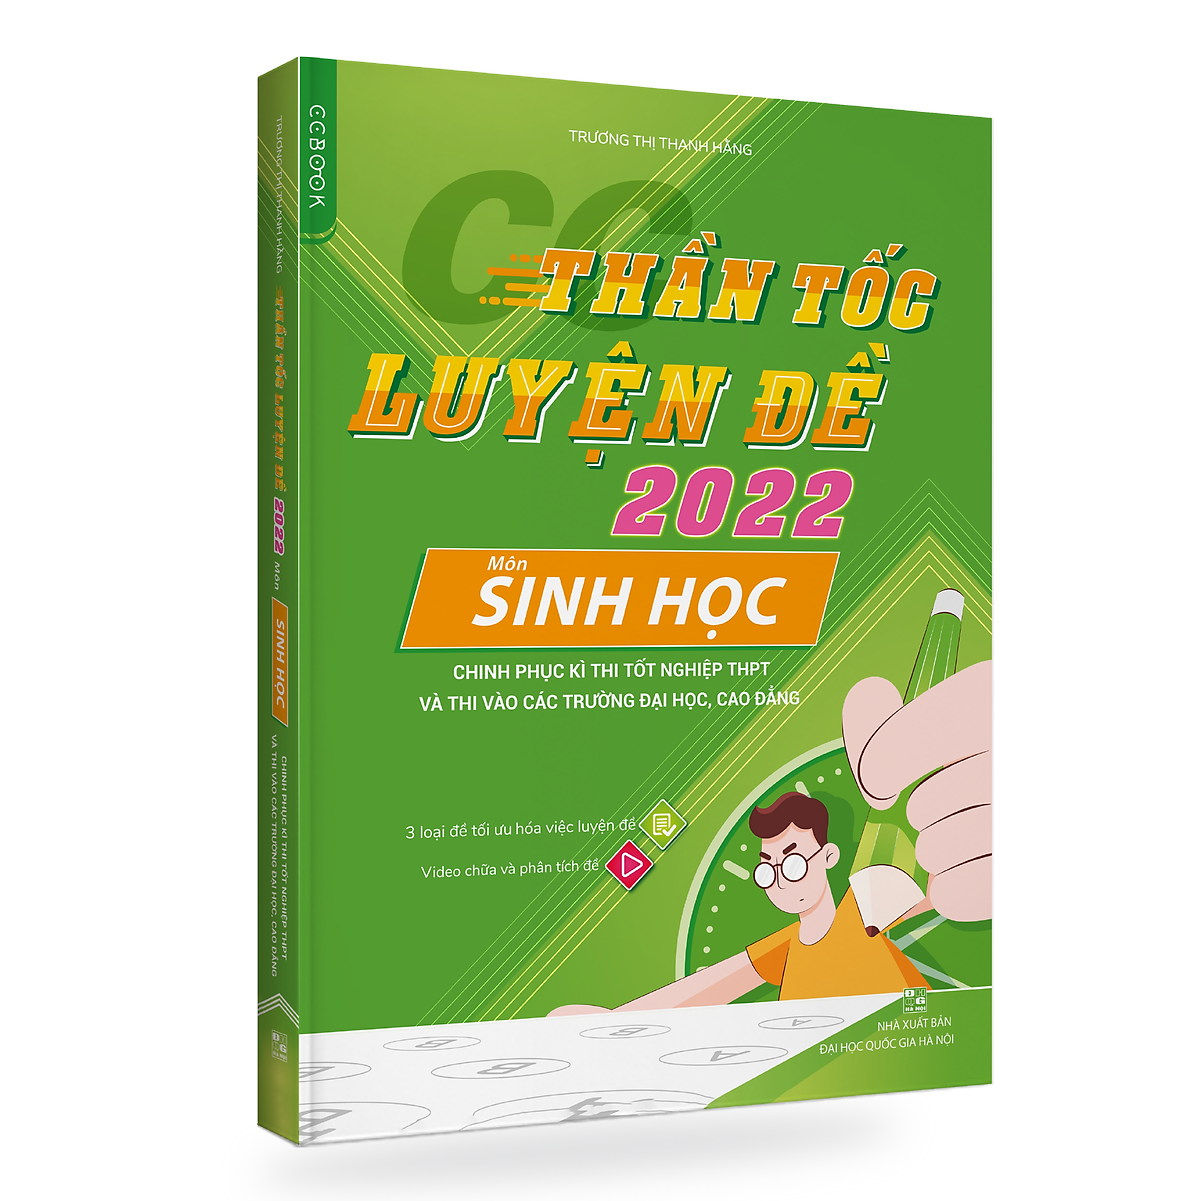 CCBOOK
TRƯƠNG THỊ THANH HẰNG
CC
THẦN TỐC
LUYỆN ĐỀ
2022
Môn
SINH HỌC
CHINH PHỤC KÌ THI TỐT NGHIỆP THPT
VÀ THI VÀO CÁC TRƯỜNG ĐẠI HỌC, CAO ĐẲNG
3 loại đề tối ưu hóa việc luyện đề
Video chữa và phân tích đề
NHÀ XUẤT BẢN
ĐẠI HỌC QUỐC GIA HÀ NỘI
A
B
B
A
B
B
TRƯƠNG THỊ THANH HẰNG
THẦN TỐC LUYỆN ĐỀ 2022 Môn SINH HỌC
CHINH PHỤC KÌ THI TỐT NGHIỆP THPT
VÀ THI VÀO CÁC TRƯỜNG ĐẠI HỌC, CAO ĐẲNG